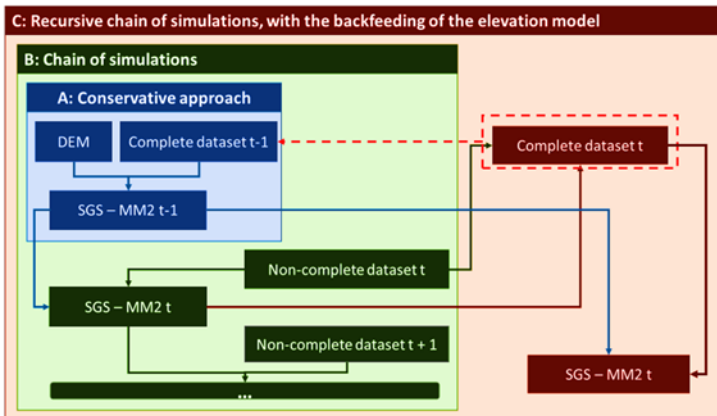 C: Recursive chain of simulations, with the backfeeding of the elevation model
B: Chain of simulations
A: Conservative approach
DEM
Complete dataset t-1
Complete dataset t
SGS – MM2 t-1
Non-complete dataset t
SGS – MM2 t
Non-complete dataset t + 1
SGS – MM2 t
...